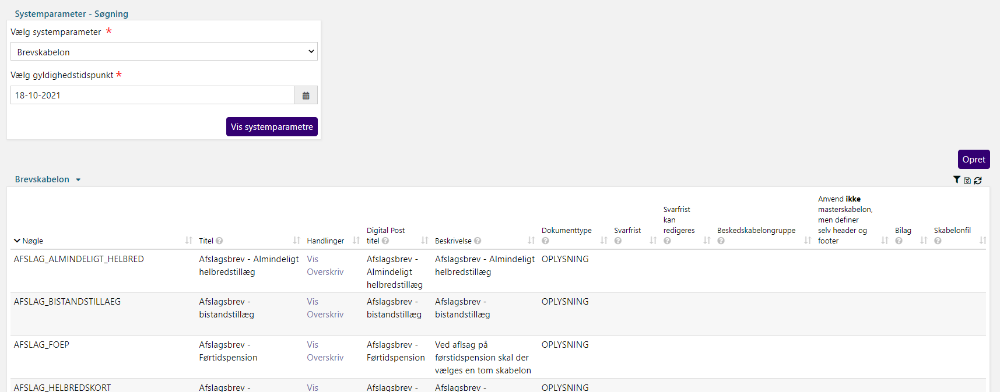 Systemparameter - Søgning
Vælg systemparameter *
Brevskabelon
Vælg gyldighedstidspunkt *
18-10-2021
Vis systemparametre
Opret
Brevskabelon
Nøgle
Titel
Handlinger
Digital Post
titel
Beskrivelse
Dokumenttype
Svarfrist
Svarfrist
kan
redigeres
Beskedskabelongruppe
Anvend ikke
masterskabelon,
men definer
selv header og
footer
Bilag
Skabelonfil
AFSLAG_ALMINDELIGT_HELBRED
Afslagsbrev - Almindeligt
helbredstillæg
Vis
Overskriv
Afslagsbrev -
Almindeligt
helbredstillæg
Afslagsbrev - Almindeligt
helbredstillæg
OPLYSNING
AFSLAG_BISTANDSTILLAEG
Afslagsbrev -
bistandstillæg
Vis
Overskriv
Afslagsbrev -
bistandstillæg
Afslagsbrev -
bistandstillæg
OPLYSNING
AFSLAG_FOEP
Afslagsbrev -
Førtidspension
Vis
Overskriv
Afslagsbrev -
Førtidspension
Ved aflsag på
førstidspension skal der
vælges en tom skabelon
OPLYSNING
AFSLAG_HELBREDSKORT
Afslagsbrev -
Vis
Afslagsbrev -
Afslagsbrev -
OPLYSNING